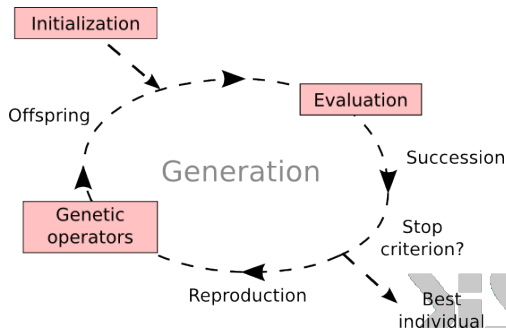 Initialization
Offspring
Evaluation
Generation
Succession
Genetic
operators
Stop
criterion?
Reproduction
Best
individual